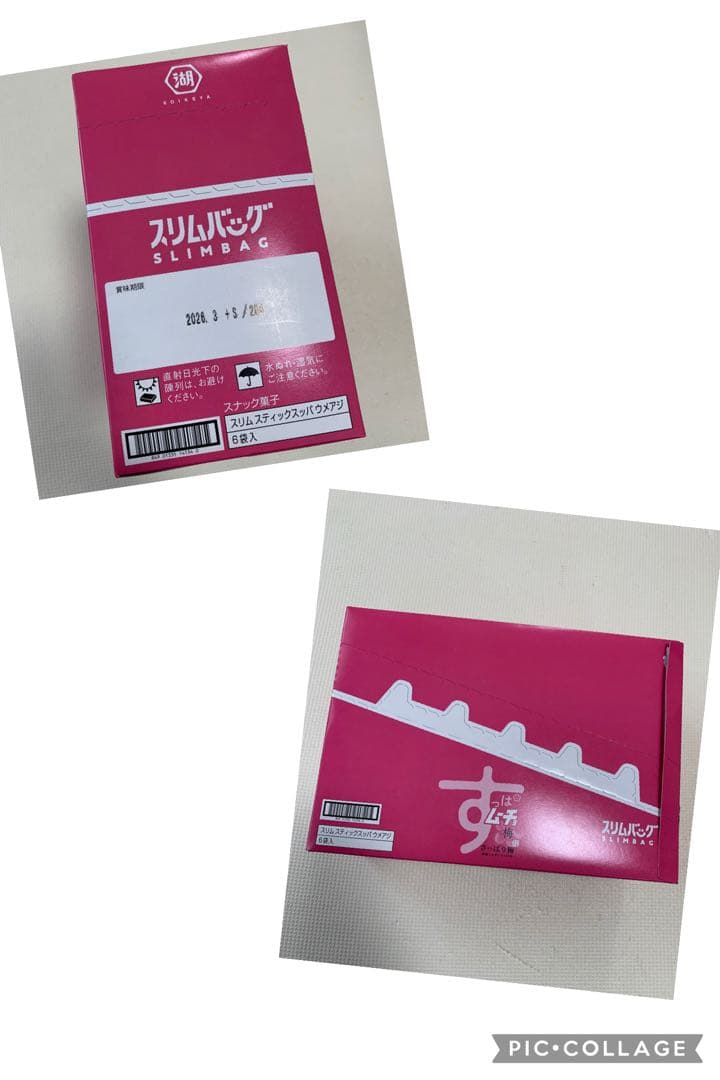 湖
KOIKEYA
スリムバッグ
SLIMBAG
賞味期限
2026. 3 +S /
直射日光下の
陳列は、お避け
ください。
水ぬれ・湿気に
ご注意ください。
スナック菓子
スリム スティックスッパ ウメアジ
6袋入
すっぱ
ムーチョ
梅
さっぱり梅
スリムバッグ
SLIMBAG
スリム スティックスッパ ウメアジ
6袋入
PIC•COLLAGE